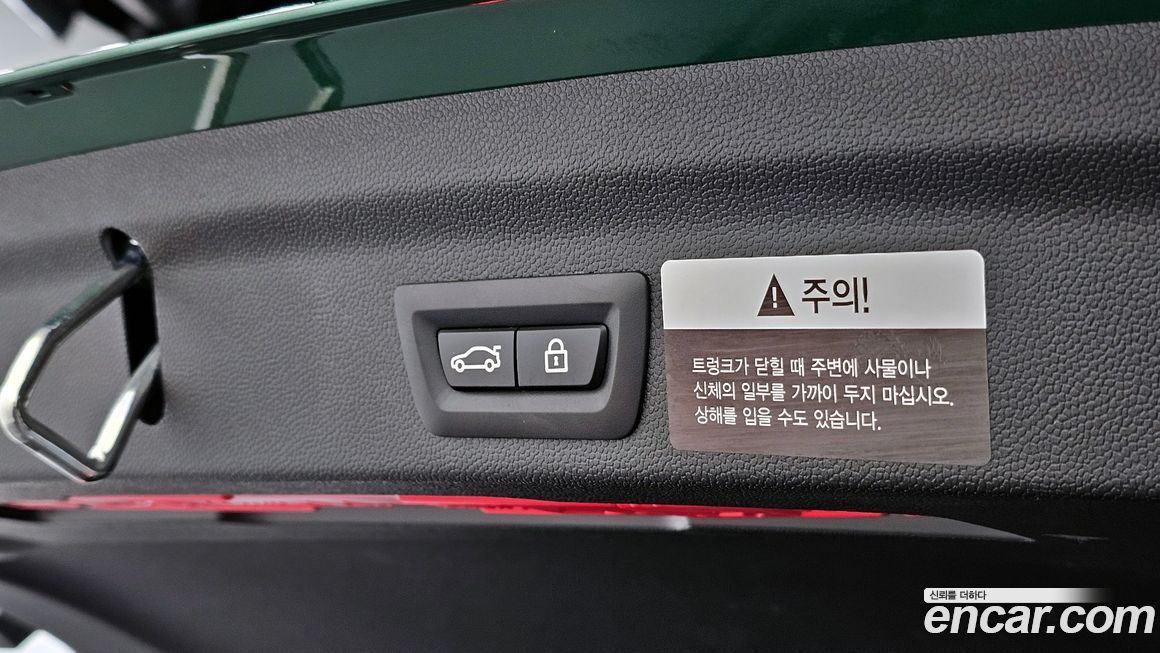 주의!
트렁크가 닫힐 때 주변에 사물이나
신체의 일부를 가까이 두지 마십시오.
상해를 입을 수도 있습니다.
신뢰를 더하다
encar.com